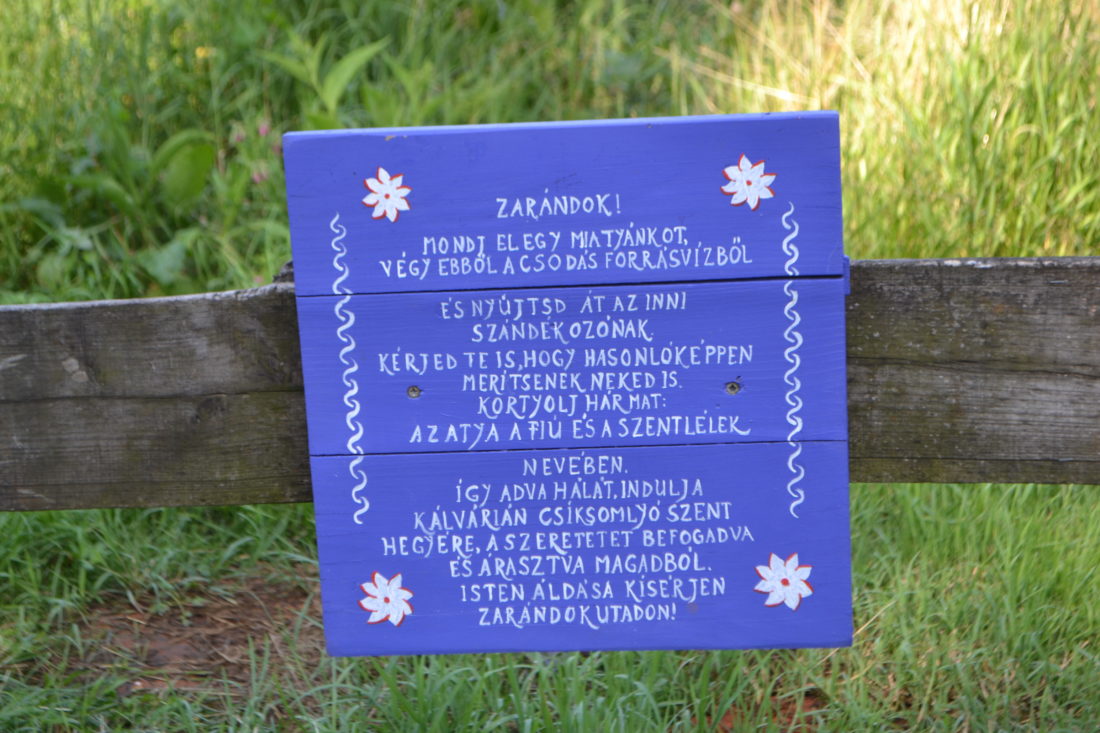 ZARÁNDOK!
MONDJ EL EGY MIATYÁNKOT,
VÉGY EBBŐL A CSODÁS FORRÁSVÍZBŐL
ÉS NYÚJTSD ÁT AZ INNI
SZÁNDÉKOZÓNAK.
KÉRJED TE IS, HOGY HASONLÓKÉPPEN
MERÍTSENEK NEKED IS.
KORTYOLJ HÁRMAT:
AZ ATYA A FIÚ ÉS A SZENTLÉLEK
NEVÉBEN.
ÍGY ADVA HÁLÁT, INDULJ A
KÁLVÁRIÁN CSÍKSOMLYÓ SZENT
HEGYÉRE, A SZERETETET BEFOGADVA
ÉS ÁRASZTVA MAGADBÓL.
ISTEN ÁLDÁSA KÍSÉRJEN
ZARÁNDOKUTADON!